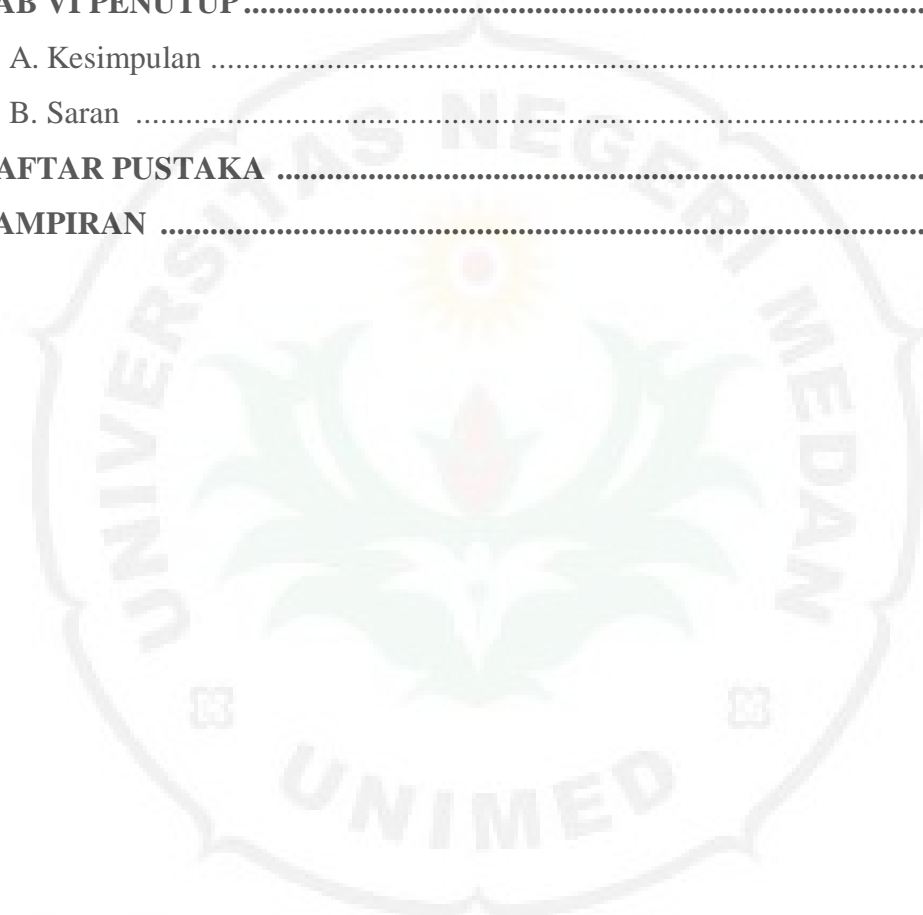 AB VI PENUTUP ................................................................................
A. Kesimpulan ................................................................................
B. Saran ................................................................................
AFTAR PUSTAKA ................................................................................
AMPIRAN ................................................................................
UNIVERSITAS NEGERI MEDAN
UNIMED